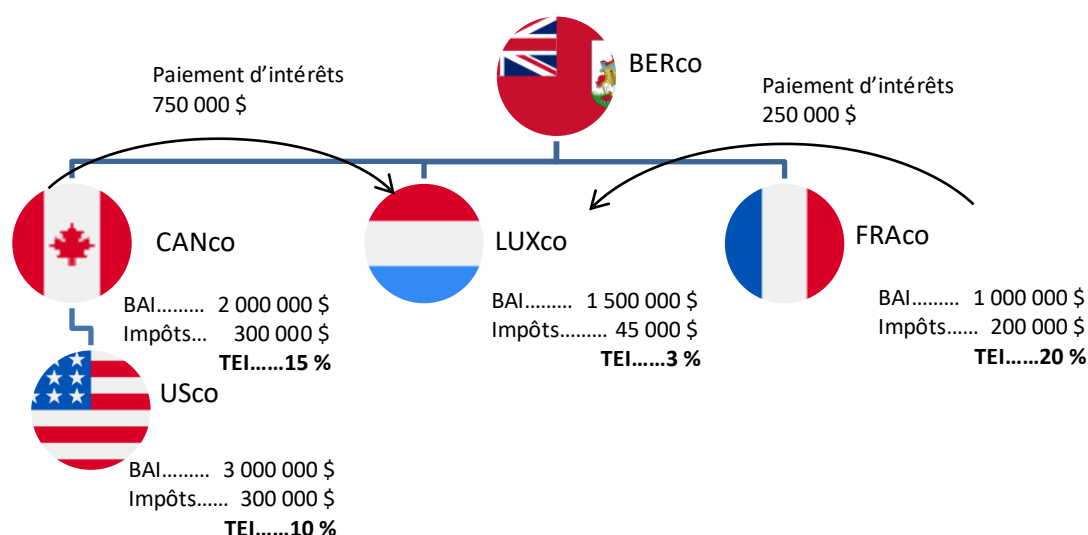 BERco
Paiement d’intérêts
750 000 $
Paiement d’intérêts
250 000 $
CANco
BAI......... 2 000 000 $
Impôts... 300 000 $
TEI......15 %
LUXco
BAI......... 1 500 000 $
Impôts......... 45 000 $
TEI......3 %
FRAco
BAI......... 1 000 000 $
Impôts...... 200 000 $
TEI......20 %
USco
BAI......... 3 000 000 $
Impôts...... 300 000 $
TEI......10 %